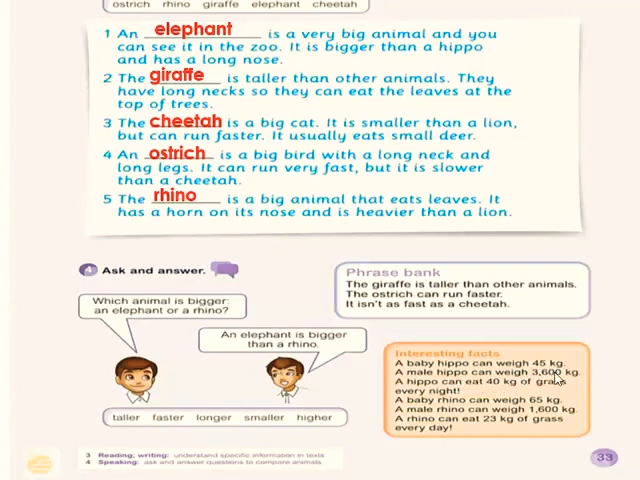 ostrich rhino giraffe elephant cheetah
1 An elephant is a very big animal and you
can see it in the zoo. It is bigger than a hippo
and has a long nose.
2 The giraffe is taller than other animals. They
have long necks so they can eat the leaves at the
top of trees.
3 The cheetah is a big cat. It is smaller than a lion,
but can run faster. It usually eats small deer.
4 An ostrich is a big bird with a long neck and
long legs. It can run very fast, but it is slower
than a cheetah.
5 The rhino is a big animal that eats leaves. It
has a horn on its nose and is heavier than a lion.
4 Ask and answer.
Which animal is bigger:
an elephant or a rhino?
An elephant is bigger
than a rhino.
taller faster longer smaller higher
Phrase bank
The giraffe is taller than other animals.
The ostrich can run faster.
It isn't as fast as a cheetah.
Interesting facts
A baby hippo can weigh 45 kg.
A male hippo can weigh 3,600 kg.
A hippo can eat 40 kg of grass
every night!
A baby rhino can weigh 65 kg.
A male rhino can weigh 1,600 kg.
A rhino can eat 23 kg of grass
every day!
3 Reading; writing: understand specific information in texts
4 Speaking: ask and answer questions to compare animals
33